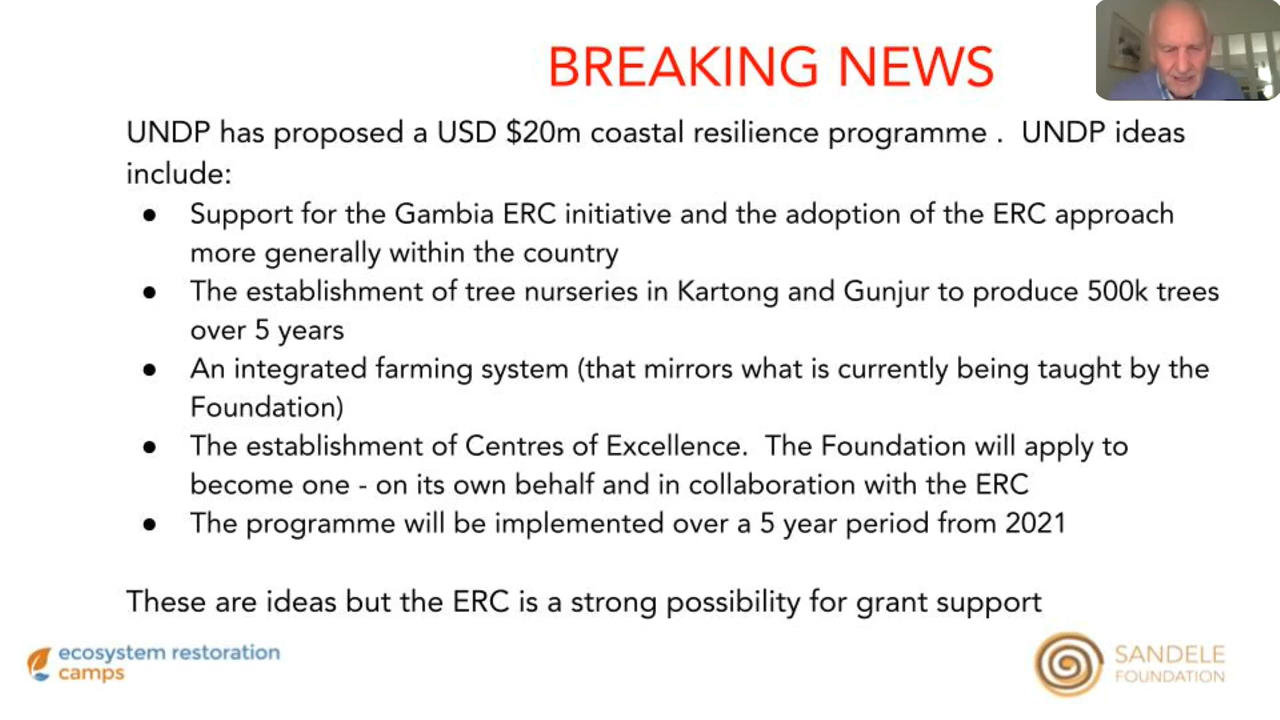 BREAKING NEWS
UNDP has proposed a USD $20m coastal resilience programme .  UNDP ideas
include:
● Support for the Gambia ERC initiative and the adoption of the ERC approach
more generally within the country
● The establishment of tree nurseries in Kartong and Gunjur to produce 500k trees
over 5 years
● An integrated farming system (that mirrors what is currently being taught by the
Foundation)
● The establishment of Centres of Excellence.  The Foundation will apply to
become one - on its own behalf and in collaboration with the ERC
● The programme will be implemented over a 5 year period from 2021
These are ideas but the ERC is a strong possibility for grant support
ecosystem restoration
camps
SANDELE
FOUNDATION